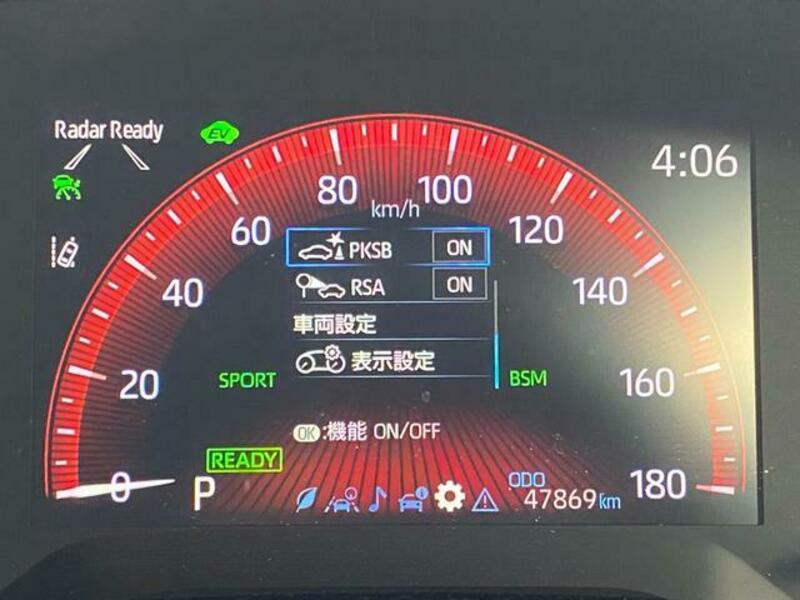 Radar Ready
EV
4:06
80
100
km/h
60
120
PKSB ON
RSA ON
40
140
車両設定
表示設定
20
SPORT
BSM
160
OK:機能 ON/OFF
READY
0
P
ODO
47869km
180